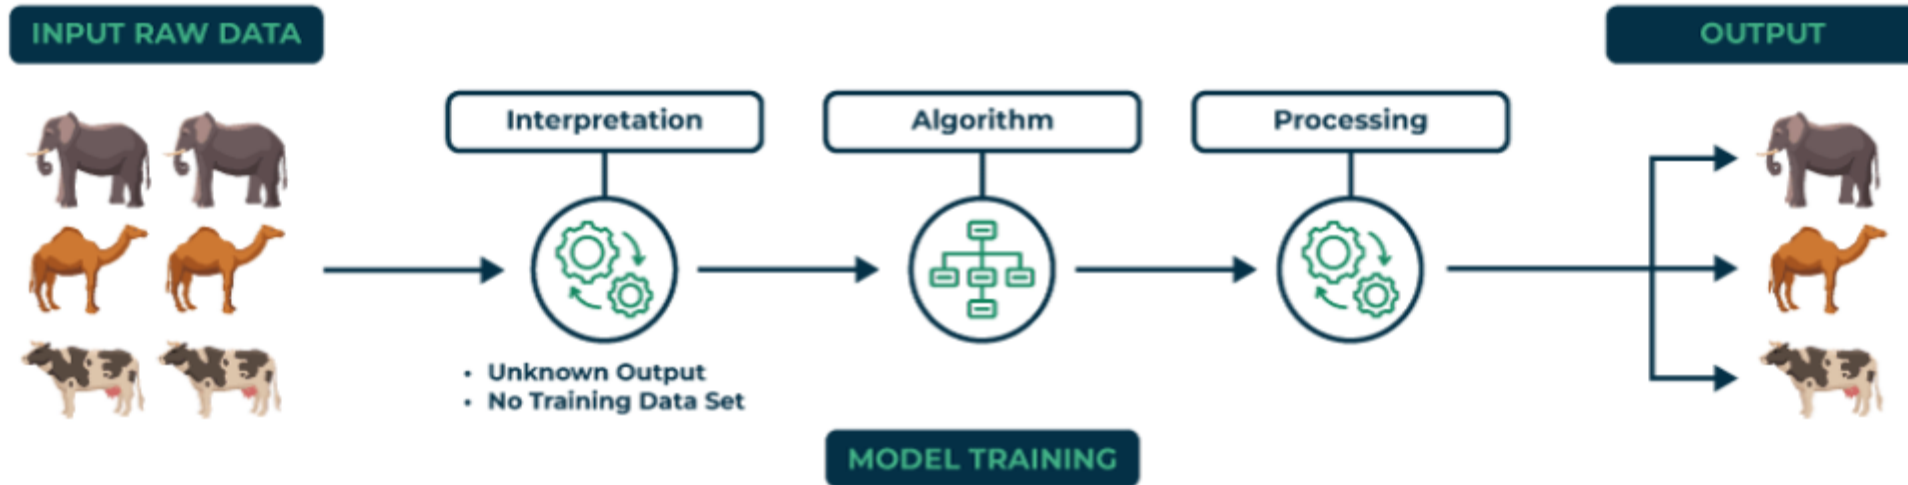 INPUT RAW DATA
OUTPUT
Interpretation
Algorithm
Processing
• Unknown Output
• No Training Data Set
MODEL TRAINING